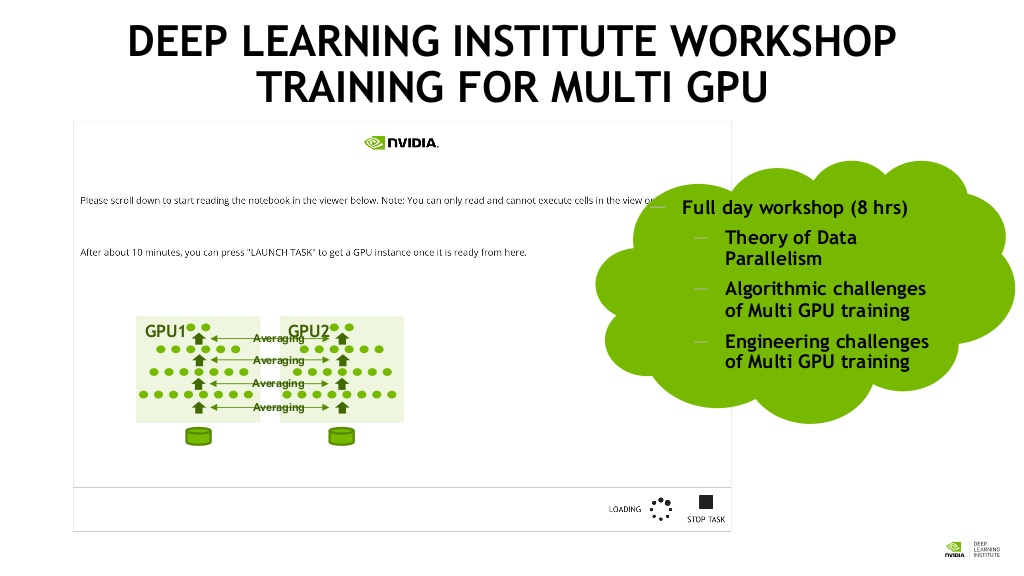 DEEP LEARNING INSTITUTE WORKSHOP
TRAINING FOR MULTI GPU
NVIDIA.
Please scroll down to start reading the notebook in the viewer below. Note: You can only read and cannot execute cells in the view
After about 10 minutes, you can press "LAUNCH TASK" to get a GPU instance once it is ready from here.
GPU1
GPU2
Averaging
Averaging
Averaging
Averaging
LOADING
STOP TASK
— Full day workshop (8 hrs)
— Theory of Data
Parallelism
— Algorithmic challenges
of Multi GPU training
— Engineering challenges
of Multi GPU training
NVIDIA.
DEEP
LEARNING
INSTITUTE